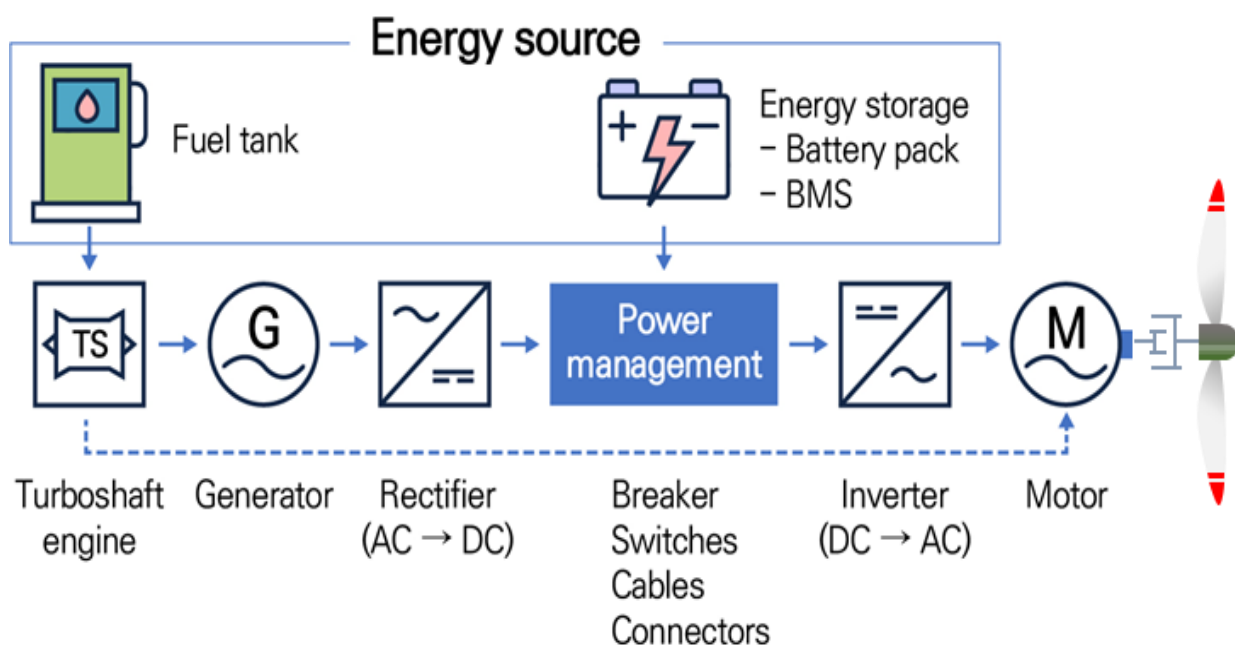 Energy source
Fuel tank
Energy storage
– Battery pack
– BMS
TS
G
Power
management
M
Turboshaft
engine
Generator
Rectifier
(AC → DC)
Breaker
Switches
Cables
Connectors
Inverter
(DC → AC)
Motor